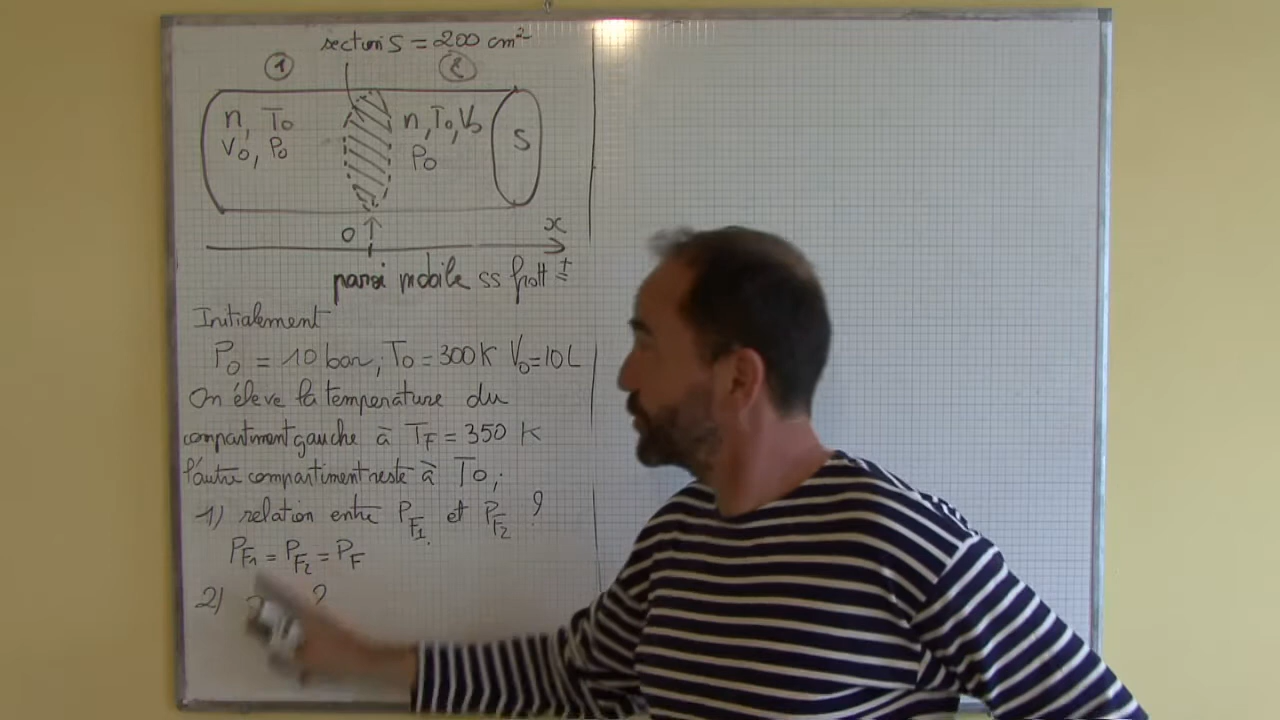 section S = 200 cm²
① ②
n, T₀
V₀, P₀
n, T₀, V₀
P₀
S
0 x
paroi mobile ss frott ±
Initialement
P₀ = 10 bar, T₀ = 300K V₀=10L
On élève la température du
compartiment gauche à TF = 350 K
l'autre compartiment reste à T₀,
1) relation entre PF₁ et PF₂ ?
PF₁ = PF₂ = PF
2) ?